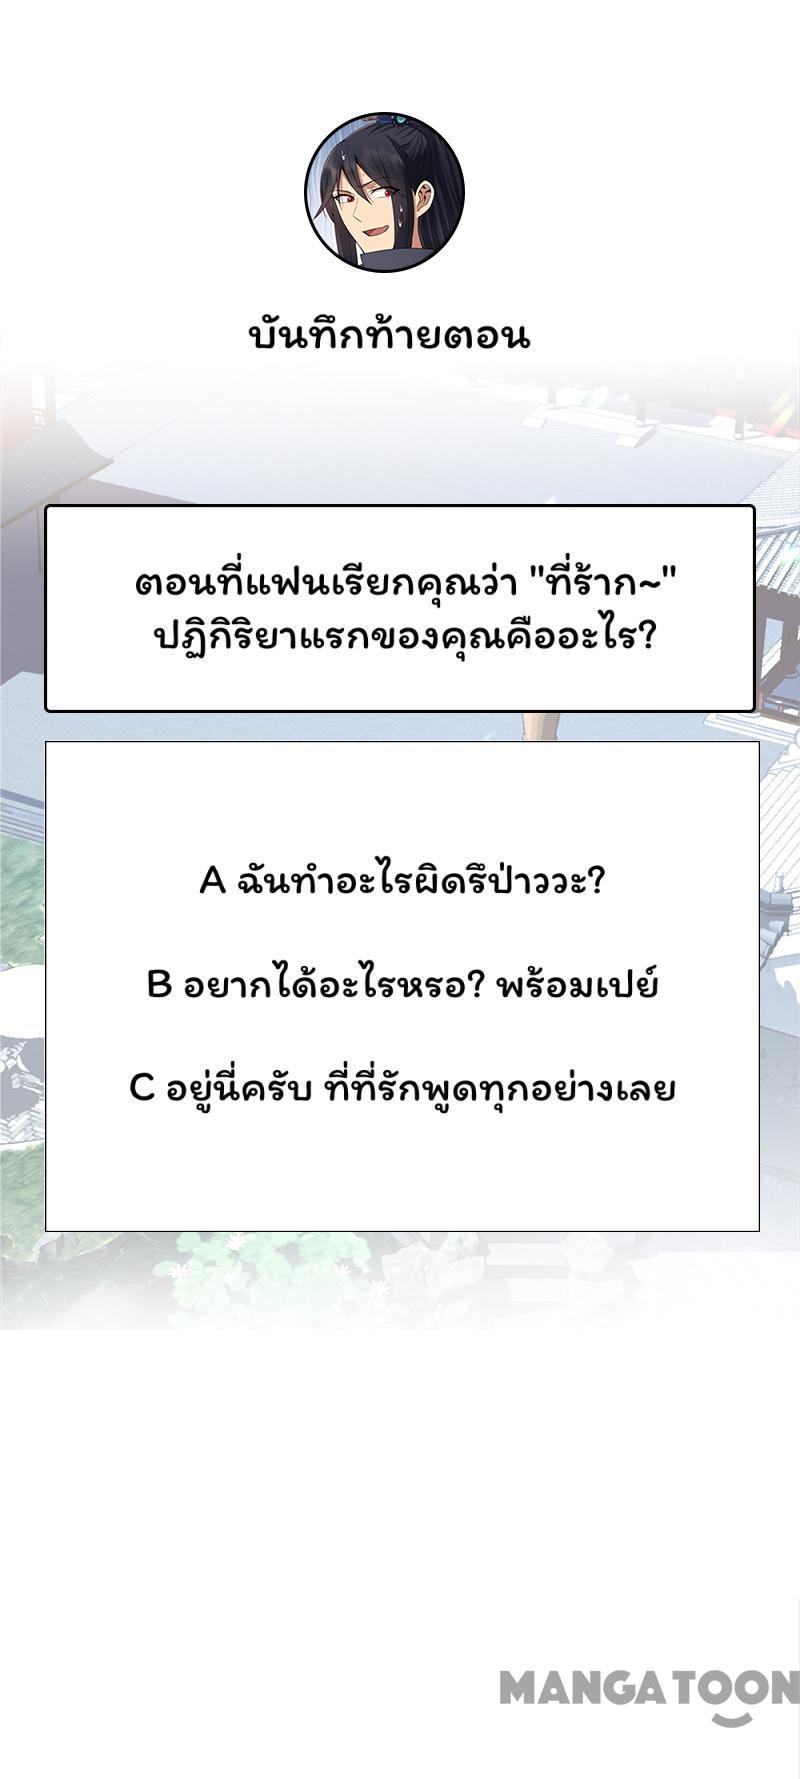 บันทึกท้ายตอน
ตอนที่แฟนเรียกคุณว่า "ที่ร้าก~"
ปฏิกิริยาแรกของคุณคืออะไร?
A ฉันทำอะไรผิดรึป่าววะ?
B อยากได้อะไรหรอ? พร้อมเปย์
C อยู่นี่ครับ ที่ที่รักพูดทุกอย่างเลย
MANGATOON